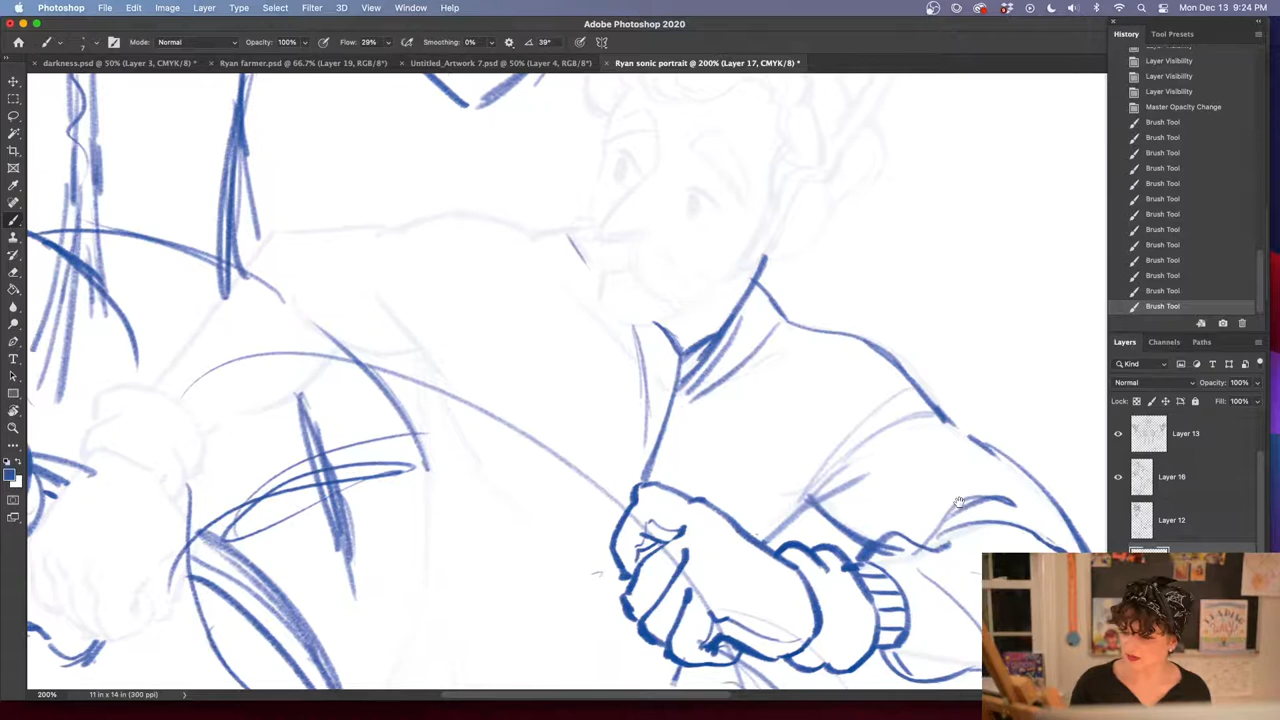 Photoshop File Edit Image Layer Type Select Filter 3D View Window Help
Mon Dec 13 9:24 PM
Adobe Photoshop 2020
7 Mode: Normal Opacity: 100% Flow: 29% Smoothing: 0% 39°
darkness.psd @ 50% (Layer 3, CMYK/8) * Ryan farmer.psd @ 66.7% (Layer 19, RGB/8*) Untitled_Artwork 7.psd @ 50% (Layer 4, RGB/8*) Ryan sonic portrait @ 200% (Layer 17, CMYK/8) *
History Tool Presets
Layer Visibility
Layer Visibility
Layer Visibility
Master Opacity Change
Brush Tool
Brush Tool
Brush Tool
Brush Tool
Brush Tool
Brush Tool
Brush Tool
Brush Tool
Brush Tool
Brush Tool
Brush Tool
Brush Tool
Brush Tool
Layers Channels Paths
Kind
Normal Opacity: 100%
Lock: Fill: 100%
Layer 13
Layer 16
Layer 12
READING
200% 11 in x 14 in (300 ppi)